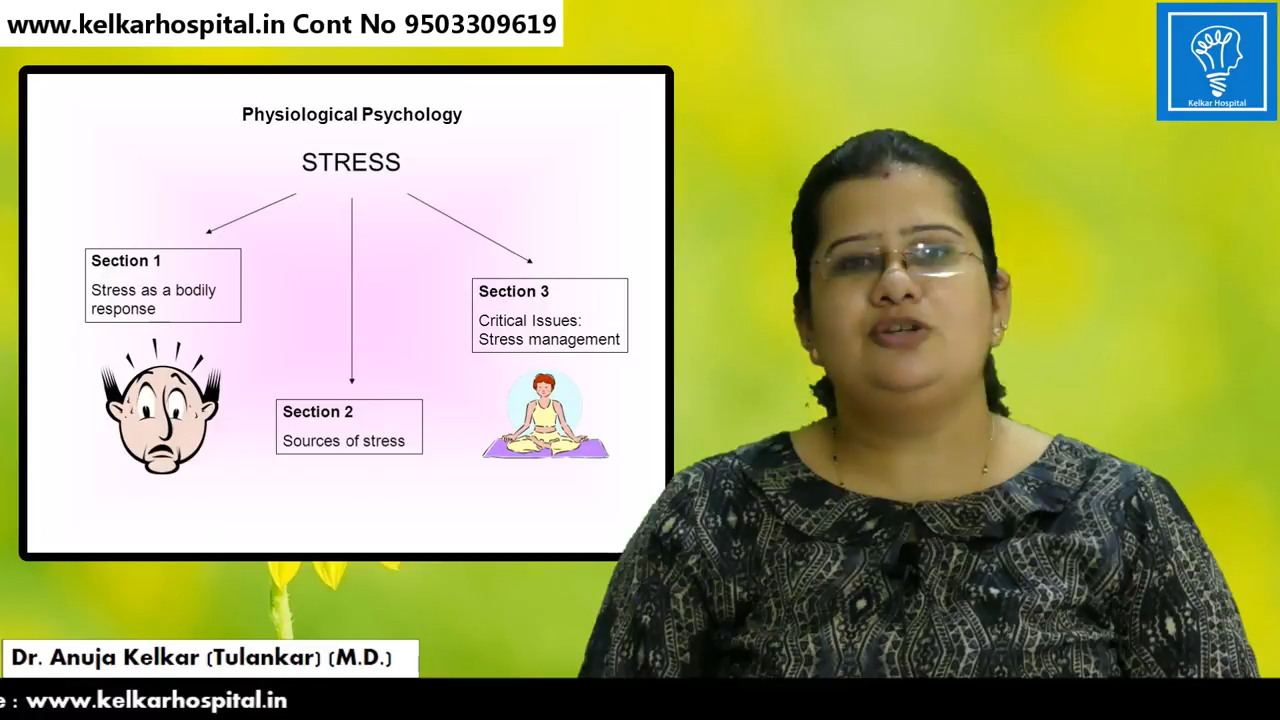 www.kelkarhospital.in Cont No 9503309619
Kelkar Hospital
Physiological Psychology
STRESS
Section 1
Stress as a bodily
response
Section 2
Sources of stress
Section 3
Critical Issues:
Stress management
Dr. Anuja Kelkar (Tulankar) (M.D.)
e : www.kelkarhospital.in